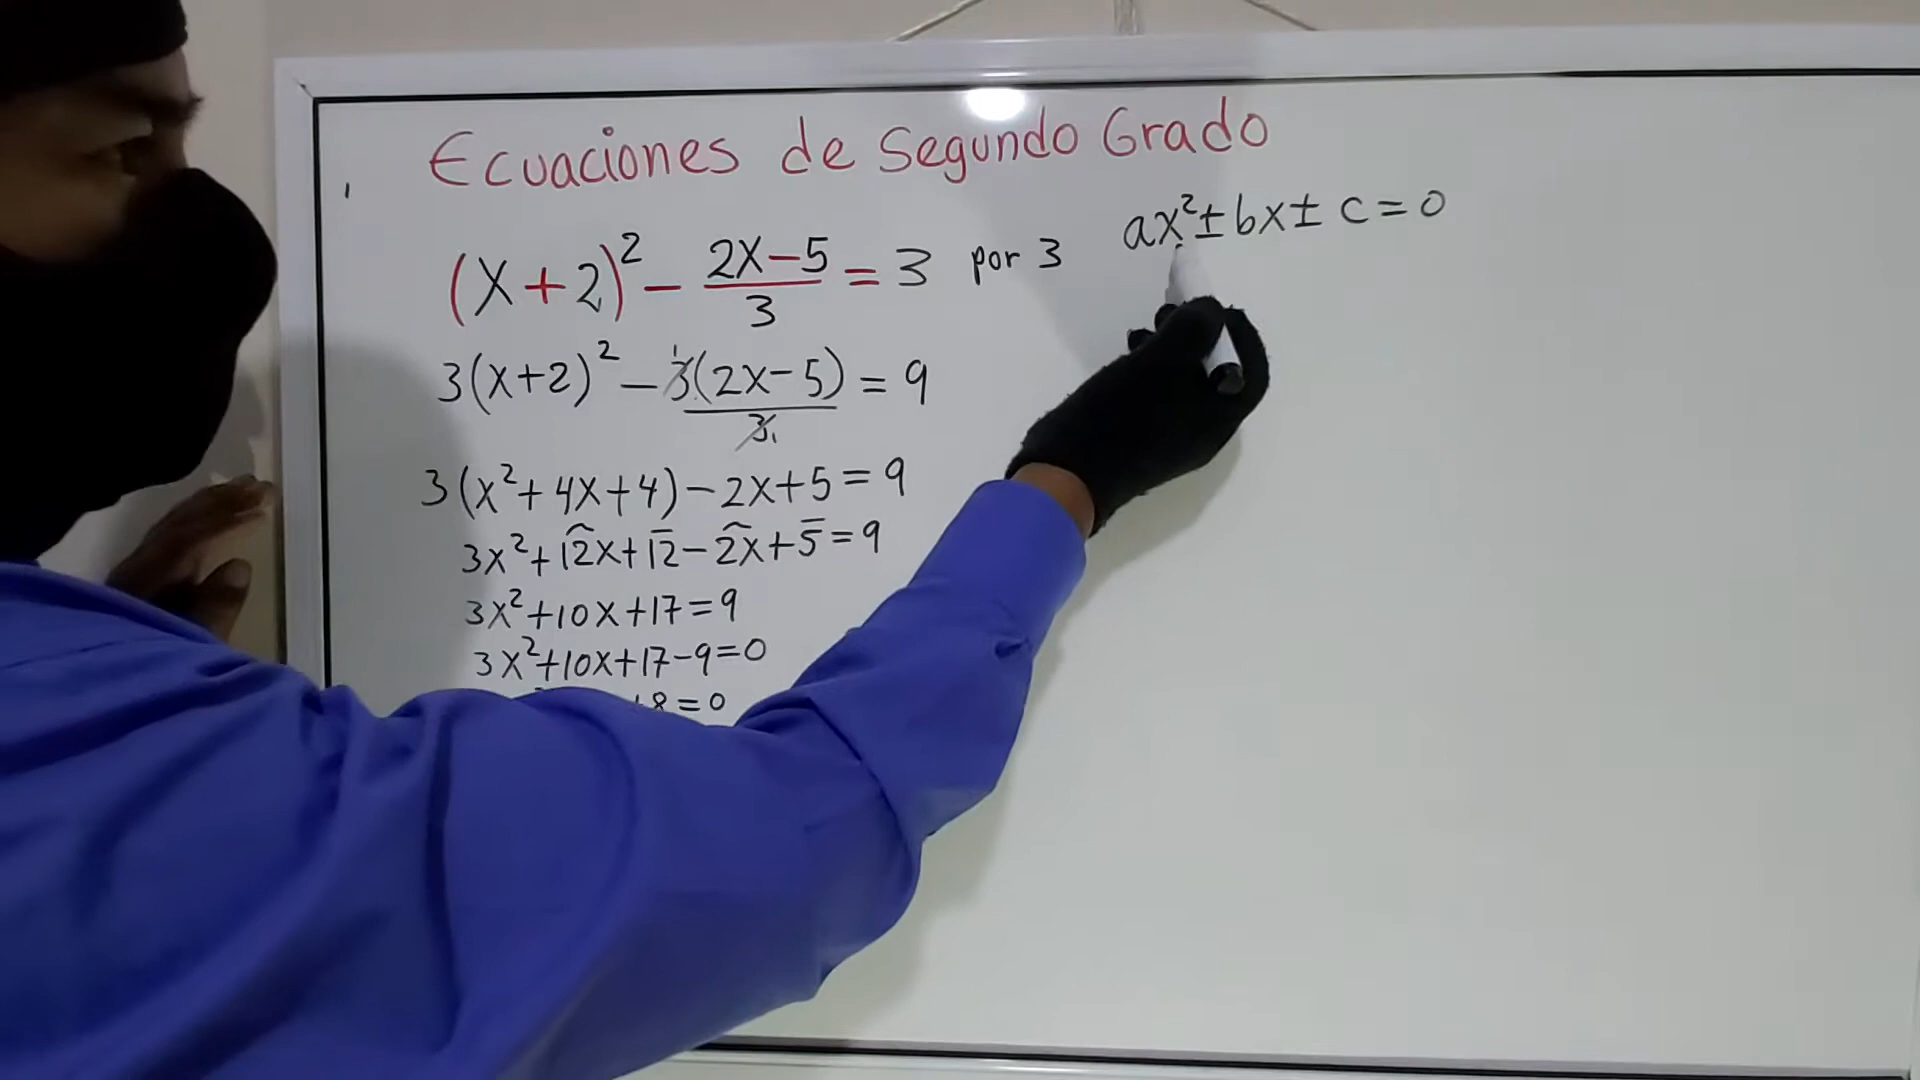 Ecuaciones de Segundo Grado
(x+2)² - (2x-5)/3 = 3 por 3
ax² ± bx ± c = 0
3(x+2)² - 3(2x-5)/3 = 9
3(x²+4x+4) - 2x+5 = 9
3x²+12x+12-2x+5=9
3x²+10x+17=9
3x²+10x+17-9=0
+8=0